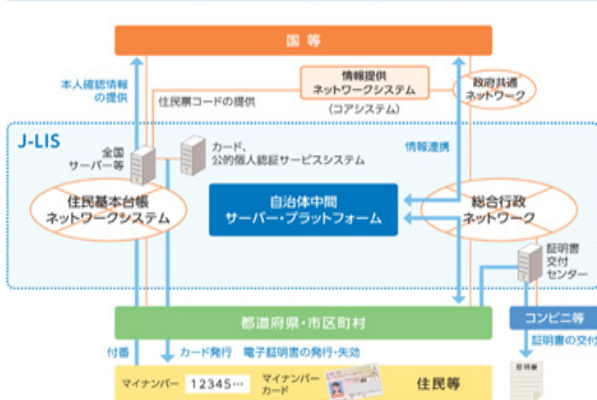 国 等
本人確認情報
の提供
住民票コードの提供
情報提供
ネットワークシステム
(コアシステム)
政府共通
ネットワーク
J-LIS
全国
サーバー等
カード、
公的個人認証サービスシステム
情報連携
住民基本台帳
ネットワークシステム
自治体中間
サーバー・プラットフォーム
総合行政
ネットワーク
証明書
交付
センター
都道府県・市区町村
コンビニ等
付番
カード発行
電子証明書の発行・失効
証明書の交付
マイナンバー
12345…
マイナンバー
カード
住民等
証明書